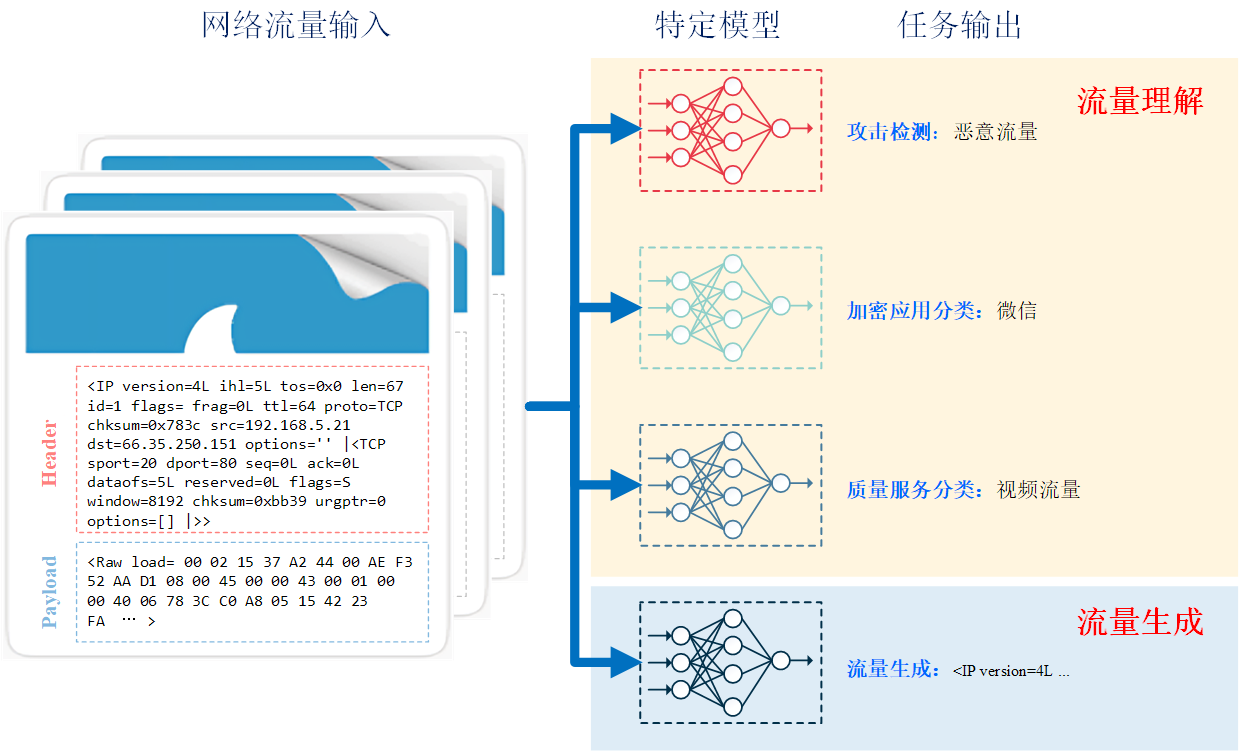 网络流量输入
特定模型
任务输出
Header
<IP version=4L ihl=5L tos=0x0 len=67
id=1 flags= frag=0L ttl=64 proto=TCP
chksum=0x783c src=192.168.5.21
dst=66.35.250.151 options='' |<TCP
sport=20 dport=80 seq=0L ack=0L
dataofs=5L reserved=0L flags=S
window=8192 chksum=0xbb39 urgptr=0
options=[] |>>
Payload
<Raw load= 00 02 15 37 A2 44 00 AE F3
52 AA D1 08 00 45 00 00 43 00 01 00
00 40 06 78 3C C0 A8 05 15 42 23
FA ··· >
流量理解
攻击检测：恶意流量
加密应用分类：微信
质量服务分类：视频流量
流量生成
流量生成：<IP version=4L ...